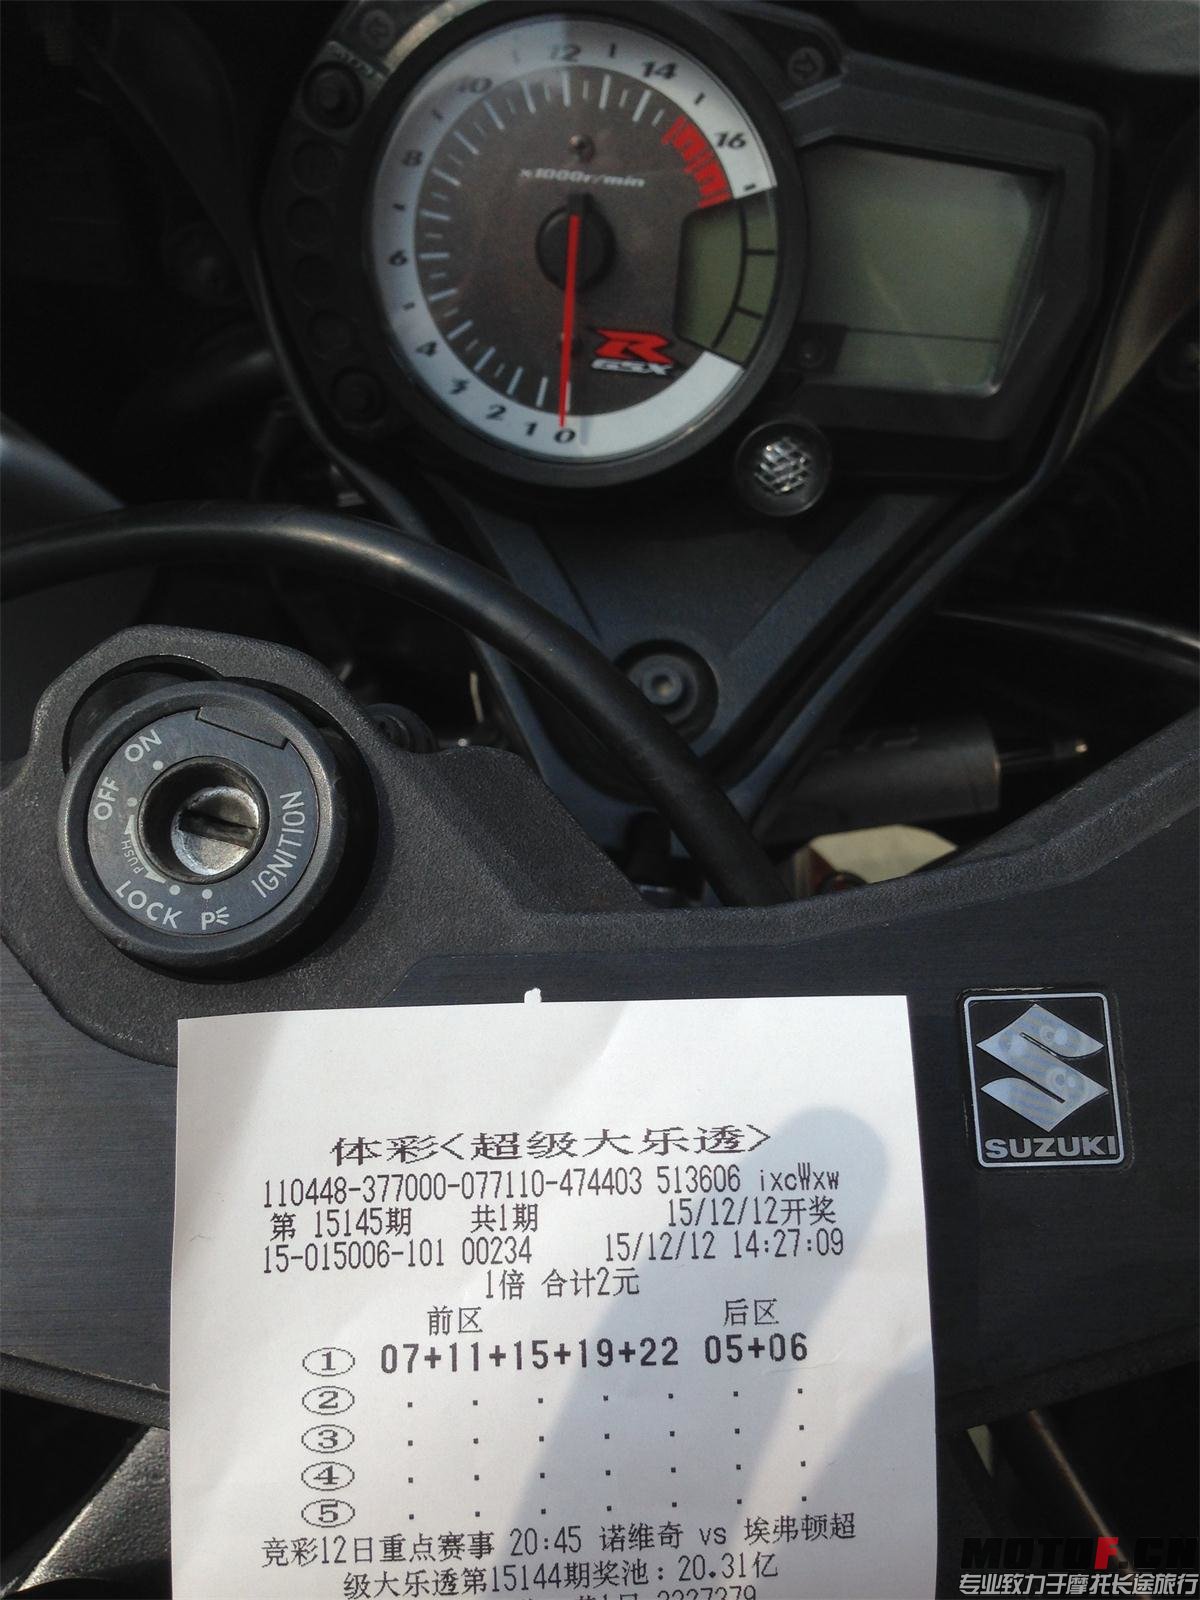 12 1 14 1 16 1
10
8
6
4
3
2
1
0
x1000r/min
R
GSX
ON
OFF
PUSH
LOCK
P
IGNITION
SUZUKI
体彩<超级大乐透>
110448-377000-077110-474403 513606 ixcWxw
第 15145期 共1期 15/12/12开奖
15-015006-101 00234 15/12/12 14:27:09
1倍 合计2元
前区 后区
① 07+11+15+19+22 05+06
②
③
④
⑤
竞彩12日重点赛事 20:45 诺维奇 vs 埃弗顿超
级大乐透第15144期奖池：20.31亿
MOTOF.CN
专业致力于摩托长途旅行